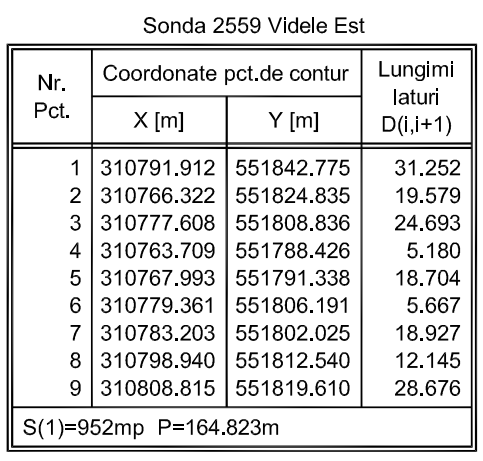 Sonda 2559 Videle Est
Nr. Pct. Coordonate pct.de contur Lungimi laturi D(i,i+1)
X [m] Y [m]
1 310791.912 551842.775 31.252
2 310766.322 551824.835 19.579
3 310777.608 551808.836 24.693
4 310763.709 551788.426 5.180
5 310767.993 551791.338 18.704
6 310779.361 551806.191 5.667
7 310783.203 551802.025 18.927
8 310798.940 551812.540 12.145
9 310808.815 551819.610 28.676
S(1)=952mp P=164.823m